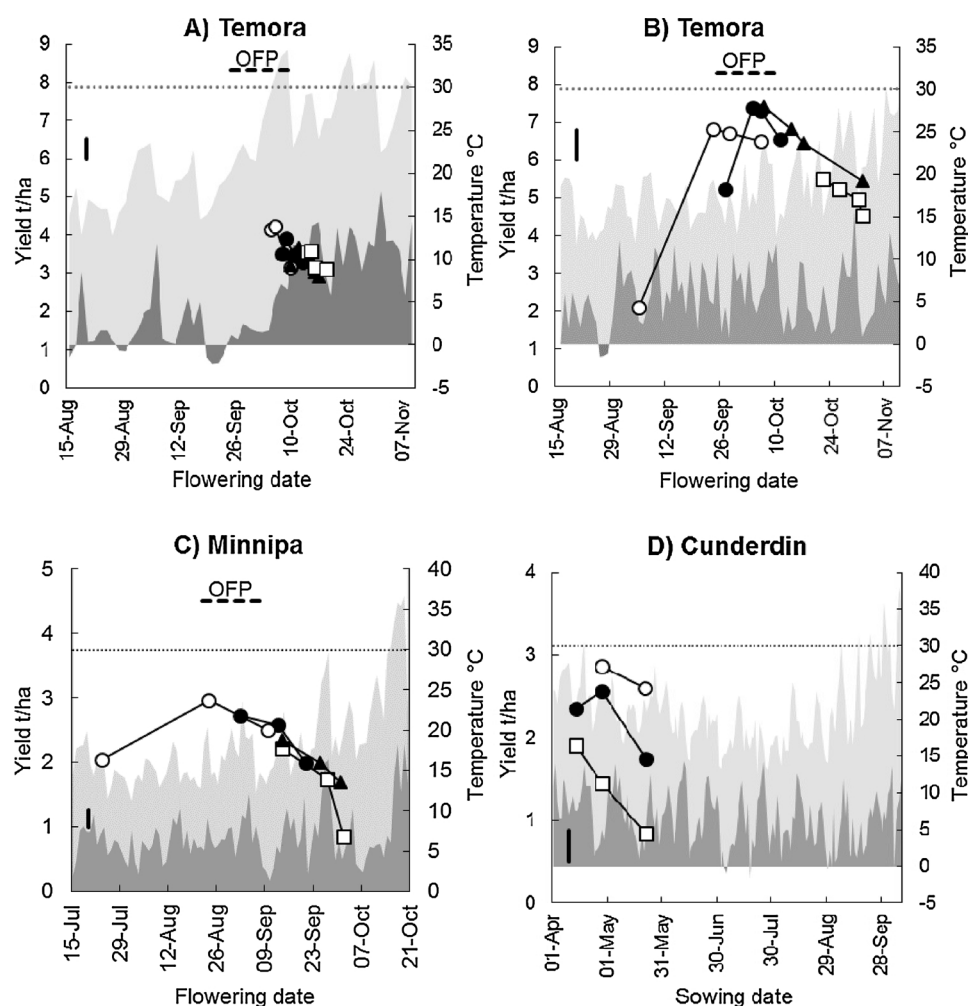 A) Temora
9
8
7
6
5
4
3
2
1
0
Yield t/ha
OFP
35
30
25
20
15
10
5
0
-5
Temperature °C
15-Aug
29-Aug
12-Sep
26-Sep
10-Oct
24-Oct
07-Nov
Flowering date
B) Temora
9
8
7
6
5
4
3
2
1
0
Yield t/ha
OFP
35
30
25
20
15
10
5
0
-5
Temperature °C
15-Aug
29-Aug
12-Sep
26-Sep
10-Oct
24-Oct
07-Nov
Flowering date
C) Minnipa
5
4
3
2
1
0
Yield t/ha
OFP
40
35
30
25
20
15
10
5
0
Temperature °C
15-Jul
29-Jul
12-Aug
26-Aug
09-Sep
23-Sep
07-Oct
21-Oct
Flowering date
D) Cunderdin
4
3
2
1
0
Yield t/ha
40
35
30
25
20
15
10
5
0
-5
Temperature °C
01-Apr
01-May
31-May
30-Jun
30-Jul
29-Aug
28-Sep
Sowing date